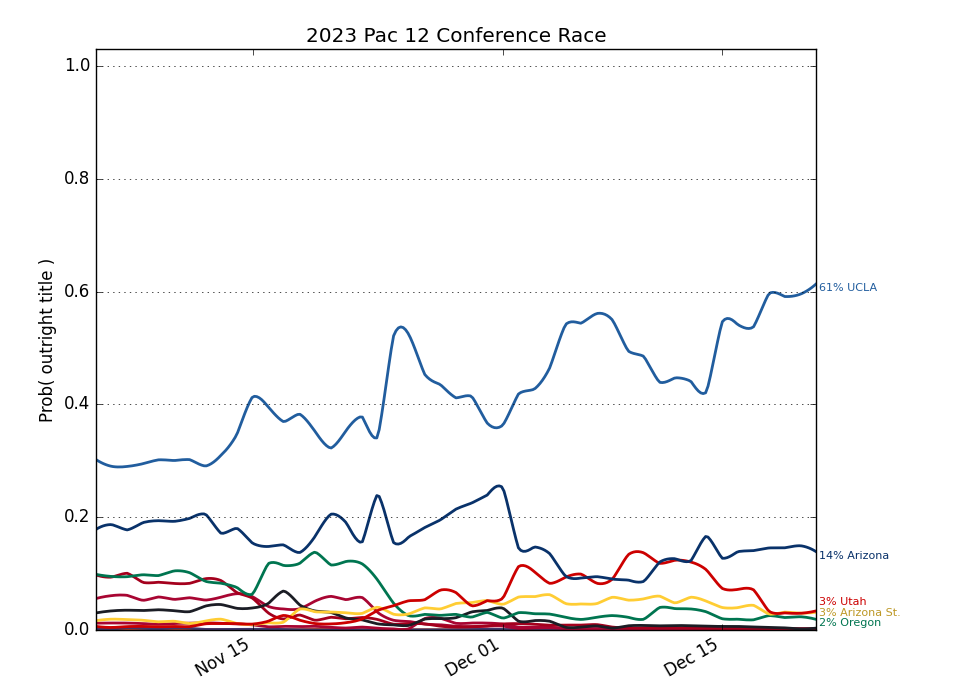 2023 Pac 12 Conference Race
1.0
0.8
0.6
0.4
0.2
0.0
Prob( outright title )
61% UCLA
14% Arizona
3% Utah
3% Arizona St.
2% Oregon
Nov 15
Dec 01
Dec 15